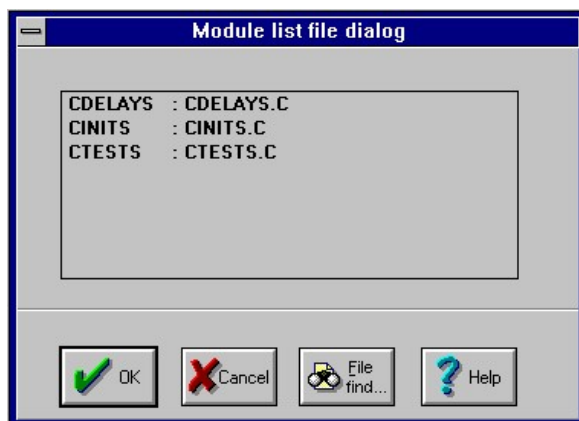 Module list file dialog
CDELAYS : CDELAYS.C
CINITS : CINITS.C
CTESTS : CTESTS.C
OK
Cancel
File
find...
Help